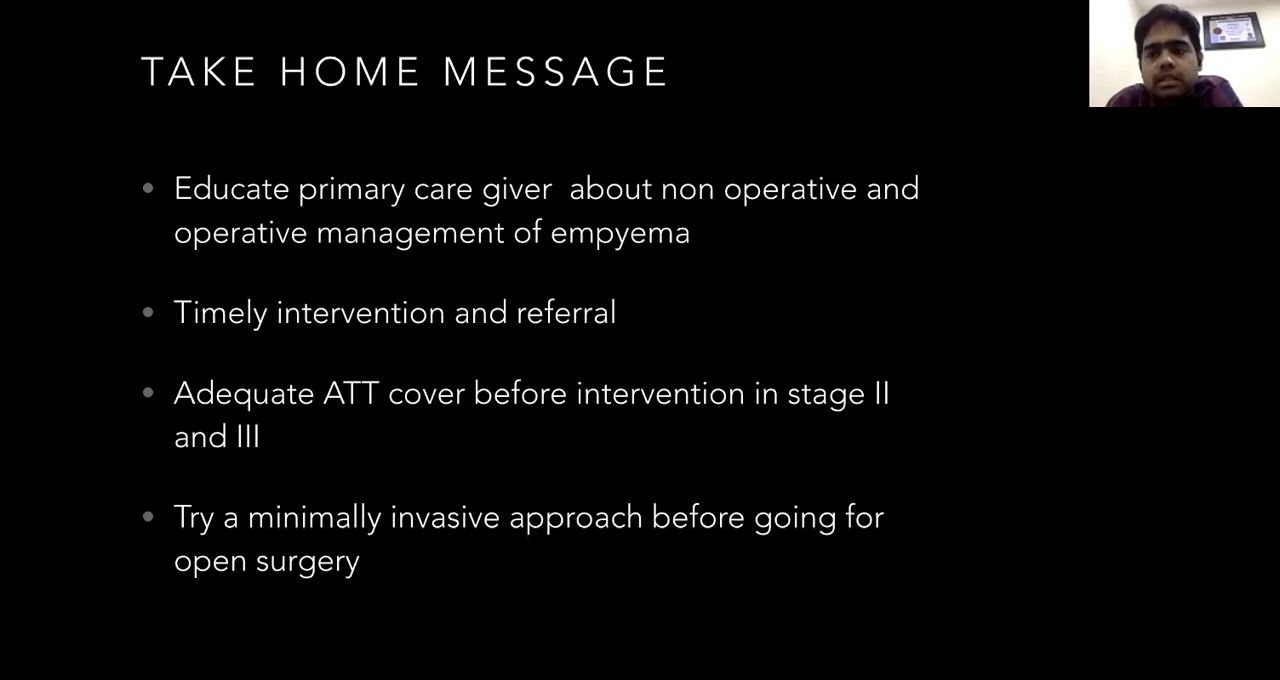 TAKE HOME MESSAGE
Educate primary care giver about non operative and
operative management of empyema
Timely intervention and referral
Adequate ATT cover before intervention in stage II
and III
Try a minimally invasive approach before going for
open surgery